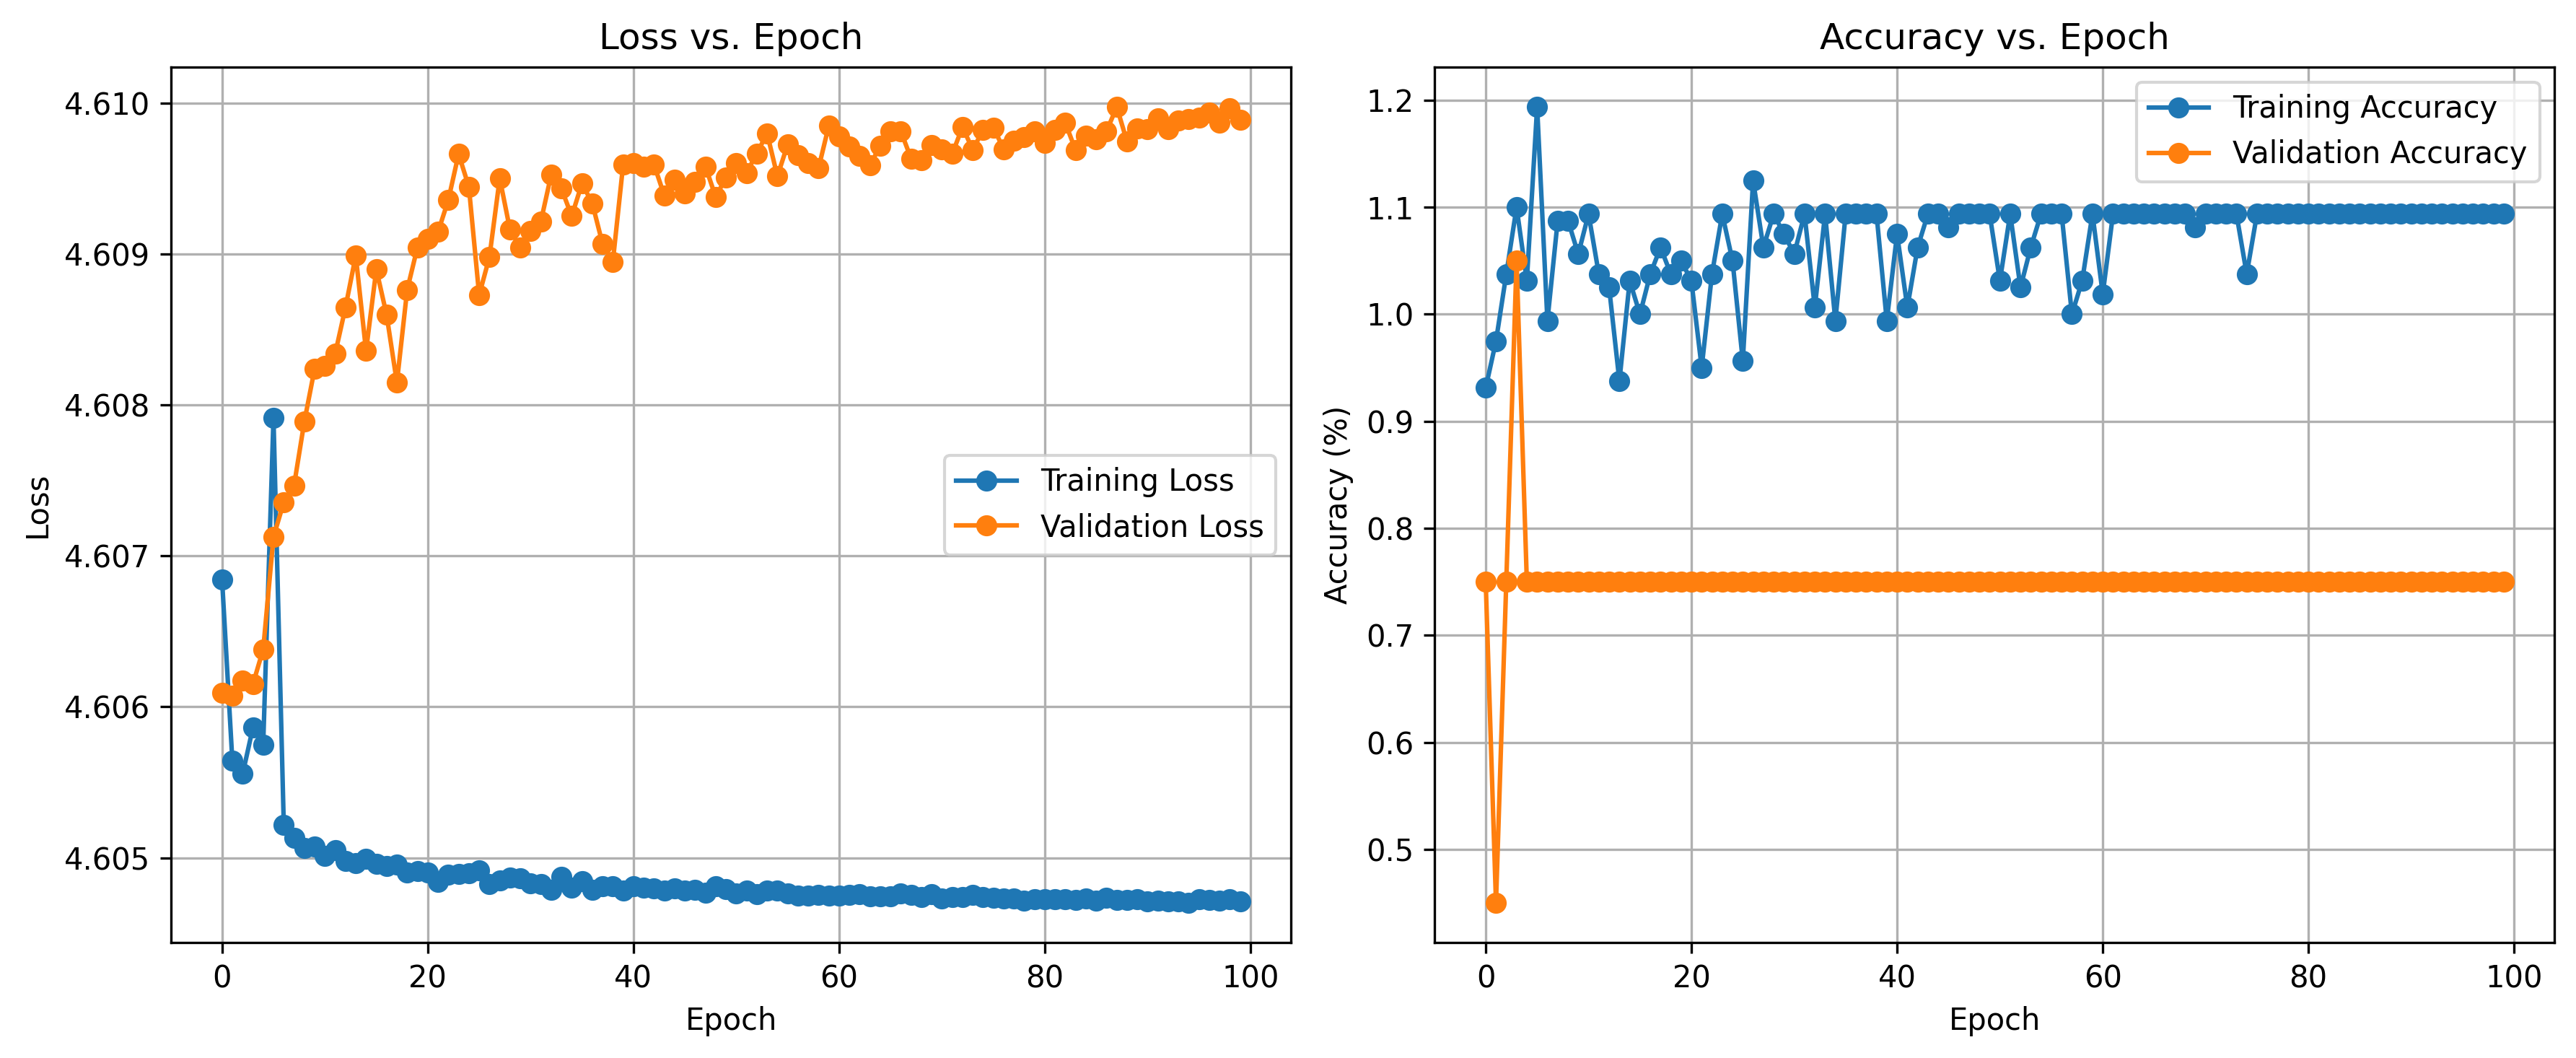 Loss vs. Epoch
4.610
4.609
4.608
4.607
4.606
4.605
Loss
Training Loss
Validation Loss
0 20 40 60 80 100
Epoch
Accuracy vs. Epoch
1.2
1.1
1.0
0.9
0.8
0.7
0.6
0.5
Accuracy (%)
Training Accuracy
Validation Accuracy
0 20 40 60 80 100
Epoch